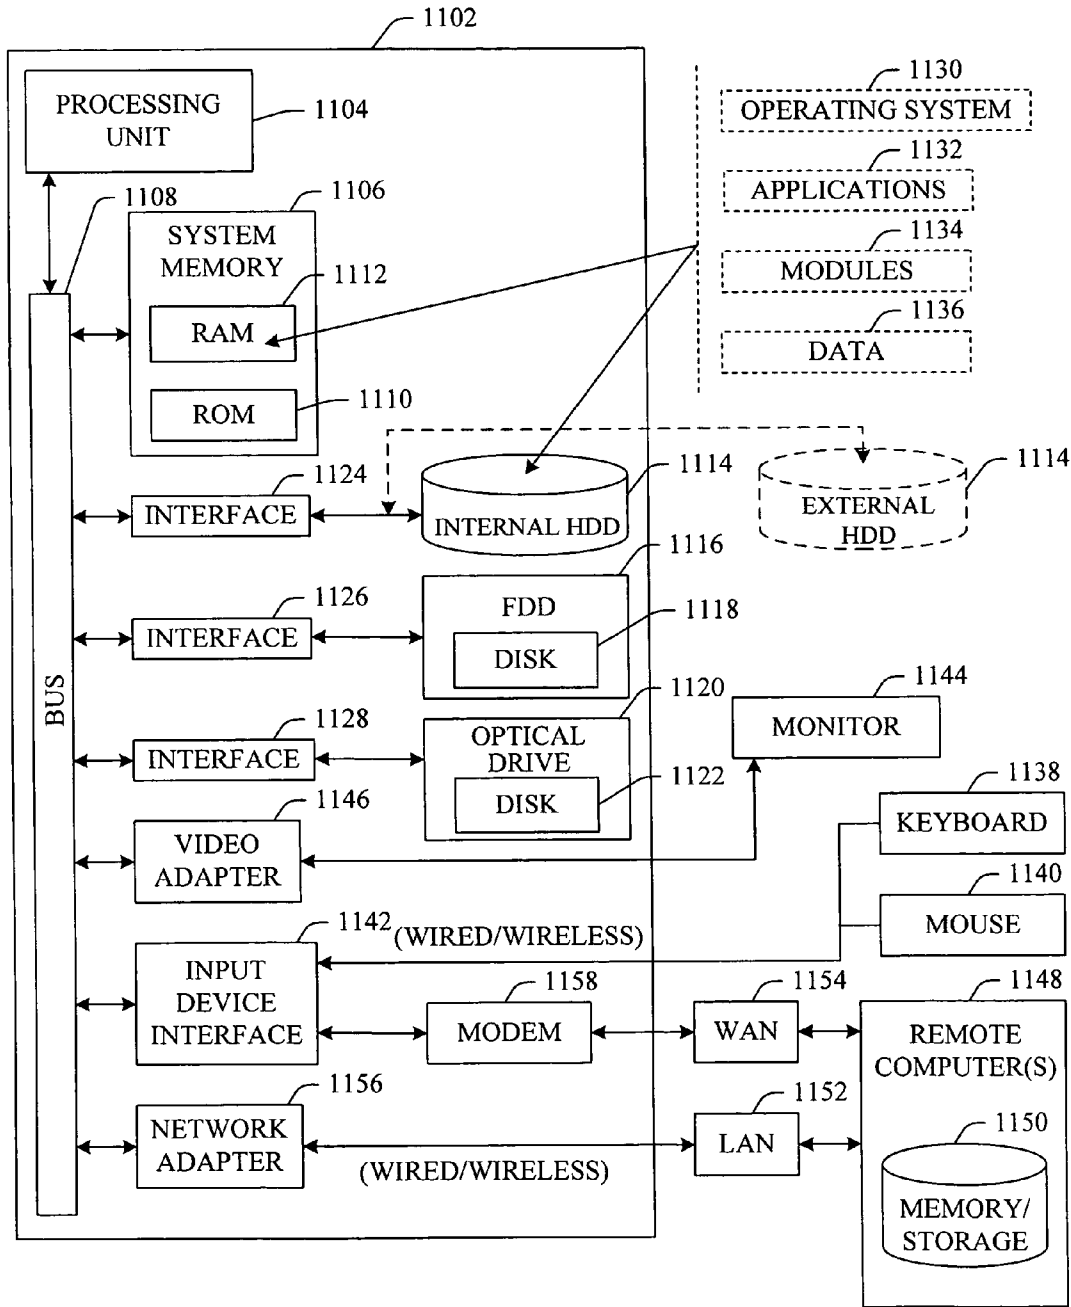 1102
PROCESSING
UNIT
1104
1130
OPERATING SYSTEM
1132
APPLICATIONS
1134
MODULES
1136
DATA
1108
1106
SYSTEM
MEMORY
1112
RAM
1110
ROM
1124
INTERFACE
1114
INTERNAL HDD
1114
EXTERNAL
HDD
1116
FDD
1118
DISK
1126
INTERFACE
BUS
1120
OPTICAL
DRIVE
1122
DISK
1128
INTERFACE
1144
MONITOR
1146
VIDEO
ADAPTER
1138
KEYBOARD
1140
MOUSE
1142
(WIRED/WIRELESS)
INPUT
DEVICE
INTERFACE
1158
MODEM
1154
WAN
1148
REMOTE
COMPUTER(S)
1156
NETWORK
ADAPTER
(WIRED/WIRELESS)
1152
LAN
1150
MEMORY/
STORAGE